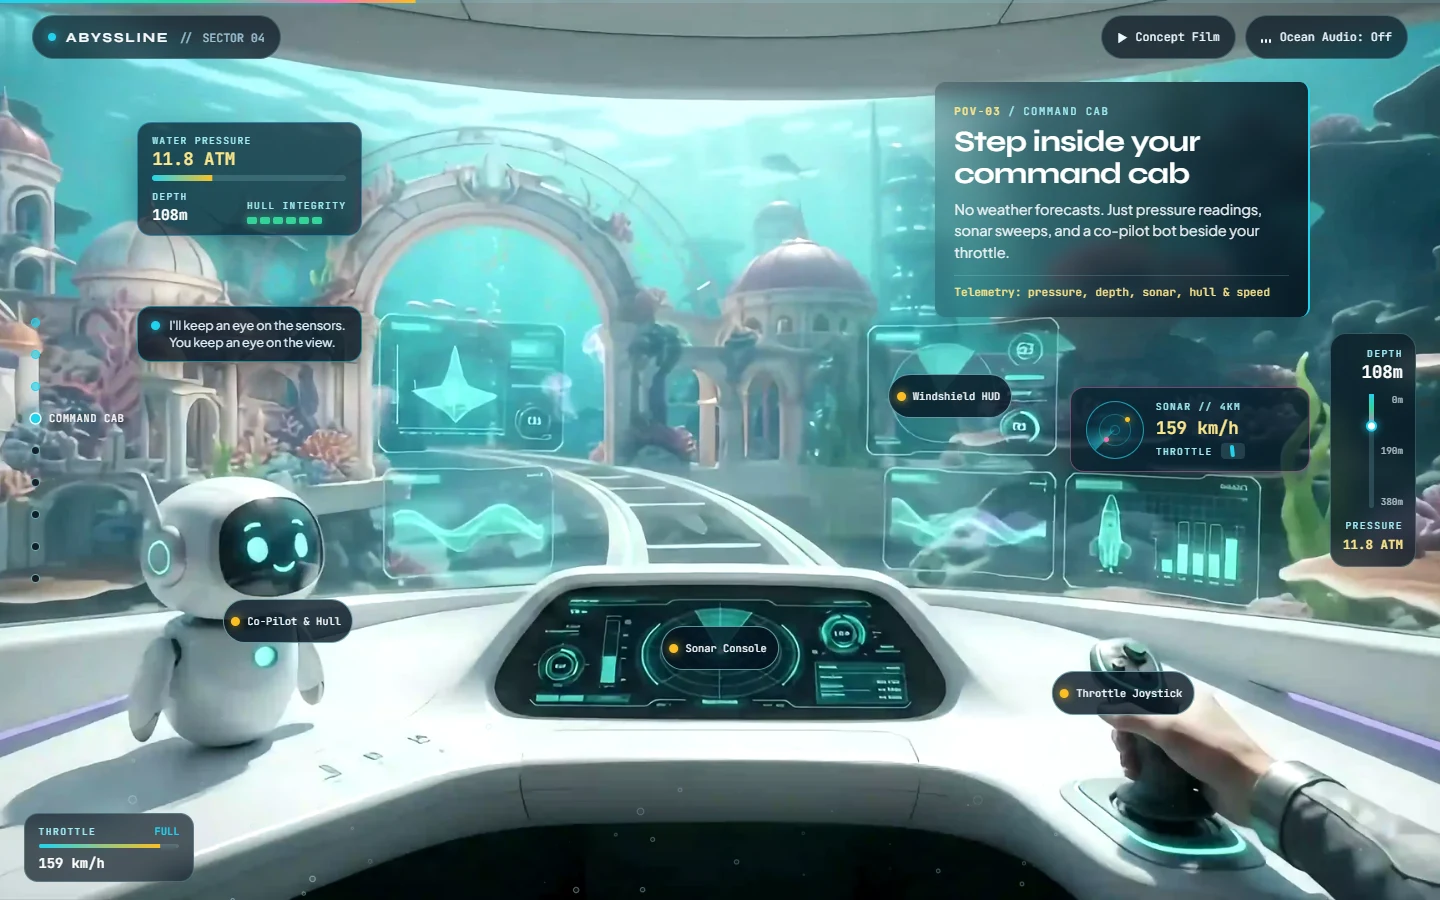 ABYSSLINE // SECTOR 04
Concept Film
Ocean Audio: Off
WATER PRESSURE
11.8 ATM
DEPTH
108m
HULL INTEGRITY
POV-03 / COMMAND CAB
Step inside your
command cab
No weather forecasts. Just pressure readings,
sonar sweeps, and a co-pilot bot beside your
throttle.
Telemetry: pressure, depth, sonar, hull & speed
I'll keep an eye on the sensors.
You keep an eye on the view.
COMMAND CAB
Windshield HUD
SONAR // 4KM
159 km/h
THROTTLE
DEPTH
108m
0m
190m
380m
PRESSURE
11.8 ATM
Co-Pilot & Hull
Sonar Console
Throttle Joystick
THROTTLE FULL
159 km/h